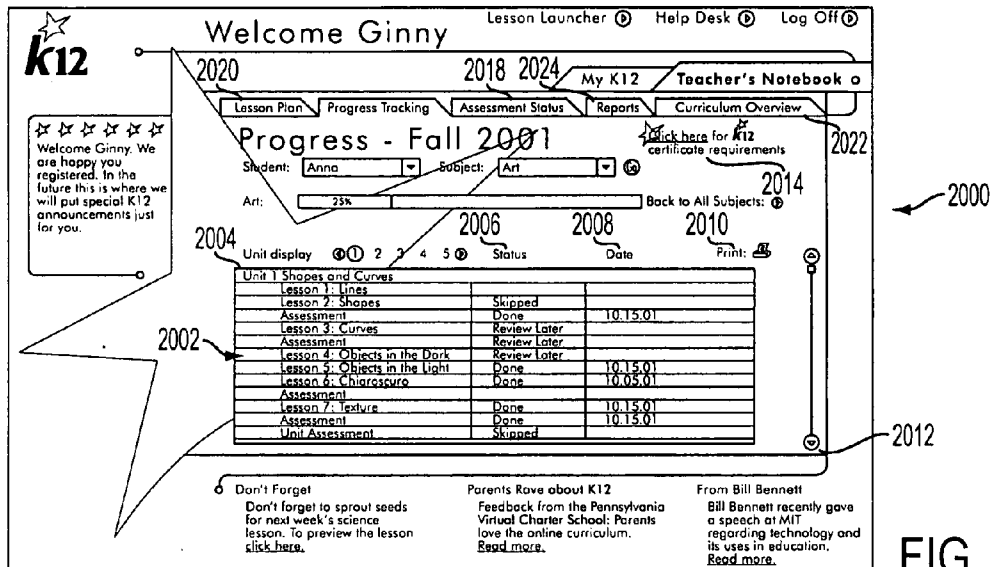 k12
Welcome Ginny
Lesson Launcher Help Desk Log Off
2020 2018 2024
My K12 Teacher's Notebook
Lesson Plan Progress Tracking Assessment Status Reports Curriculum Overview
2022
Welcome Ginny. We
are happy you
registered. In the
future this is where we
will put special K12
announcements just
for you.
Progress - Fall 2001
Click here for k12
certificate requirements
2014
2000
Student: Anna Subject: Art Go
Art: 25% Back to All Subjects:
2004 2006 2008 2010
Unit display 1 2 3 4 5 Status Date Print:
Unit 1 Shapes and Curves
Lesson 1: Lines
Lesson 2: Shapes Skipped
Assessment Done 10.15.01
Lesson 3: Curves Review Later
Assessment Review Later
2002
Lesson 4: Objects in the Dark Review Later
Lesson 5: Objects in the Light Done 10.15.01
Lesson 6: Chiaroscuro Done 10.05.01
Assessment
Lesson 7: Texture Done 10.15.01
Assessment Done 10.15.01
Unit Assessment Skipped
2012
Don't Forget
Don't forget to sprout seeds
for next week's science
lesson. To preview the lesson
click here.
Parents Rave about K12
Feedback from the Pennsylvania
Virtual Charter School: Parents
love the online curriculum.
Read more.
From Bill Bennett
Bill Bennett recently gave
a speech at MIT
regarding technology and
its uses in education.
Read more.
FIG